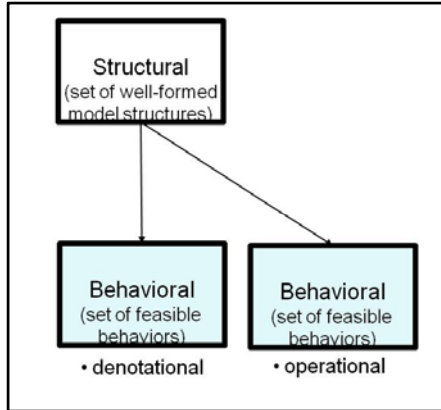 Structural
(set of well-formed
model structures)
Behavioral
(set of feasible
behaviors)
• denotational
Behavioral
(set of feasible
behaviors)
• operational